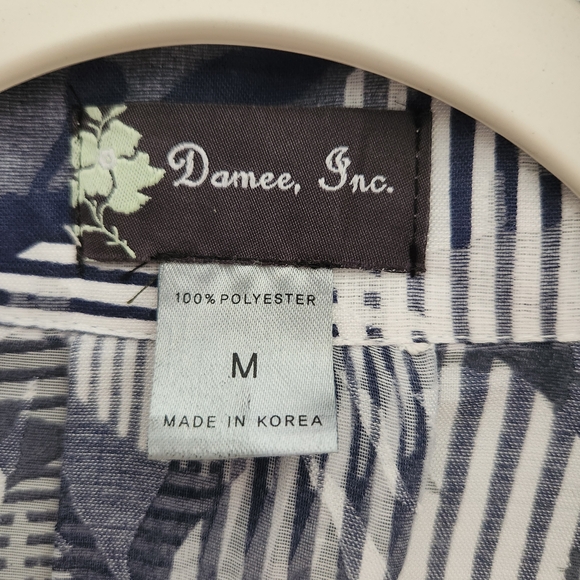 Damee, Inc.
100% POLYESTER
M
MADE IN KOREA